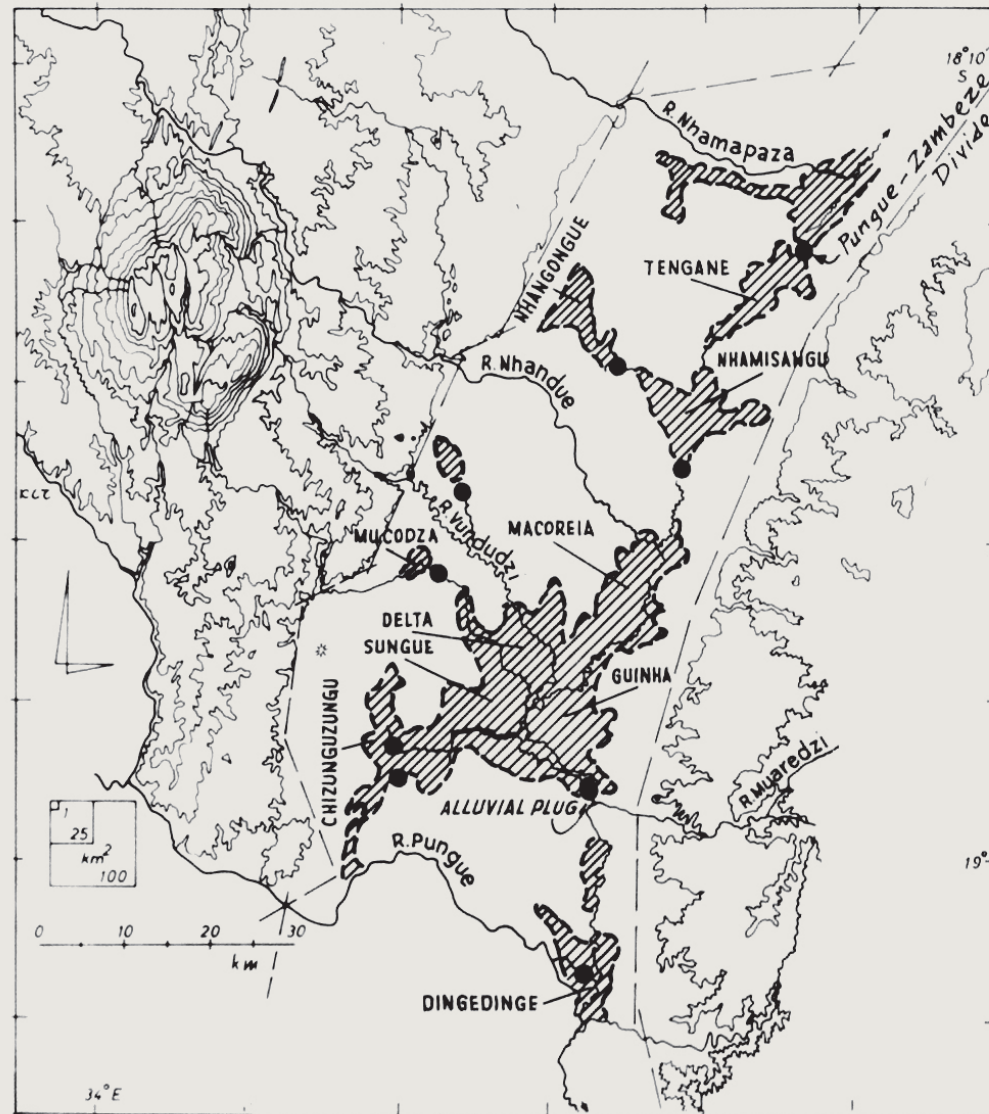 18°10'
S
R. Nhamapaza
Pungue-Zambeze
Divide
TENGANE
NHANGONGUE
NHAMISANGU
R. Nhandue
MACOREIA
R. Vundudzi
MUCODZA
DELTA
SUNGUE
GUINHA
CHIZUNGUZUNGU
R. Muaredzi
ALLUVIAL PLUG
R. Pungue
1
25
km²
100
19°
0 10 20 30
km
DINGEDINGE
34°E